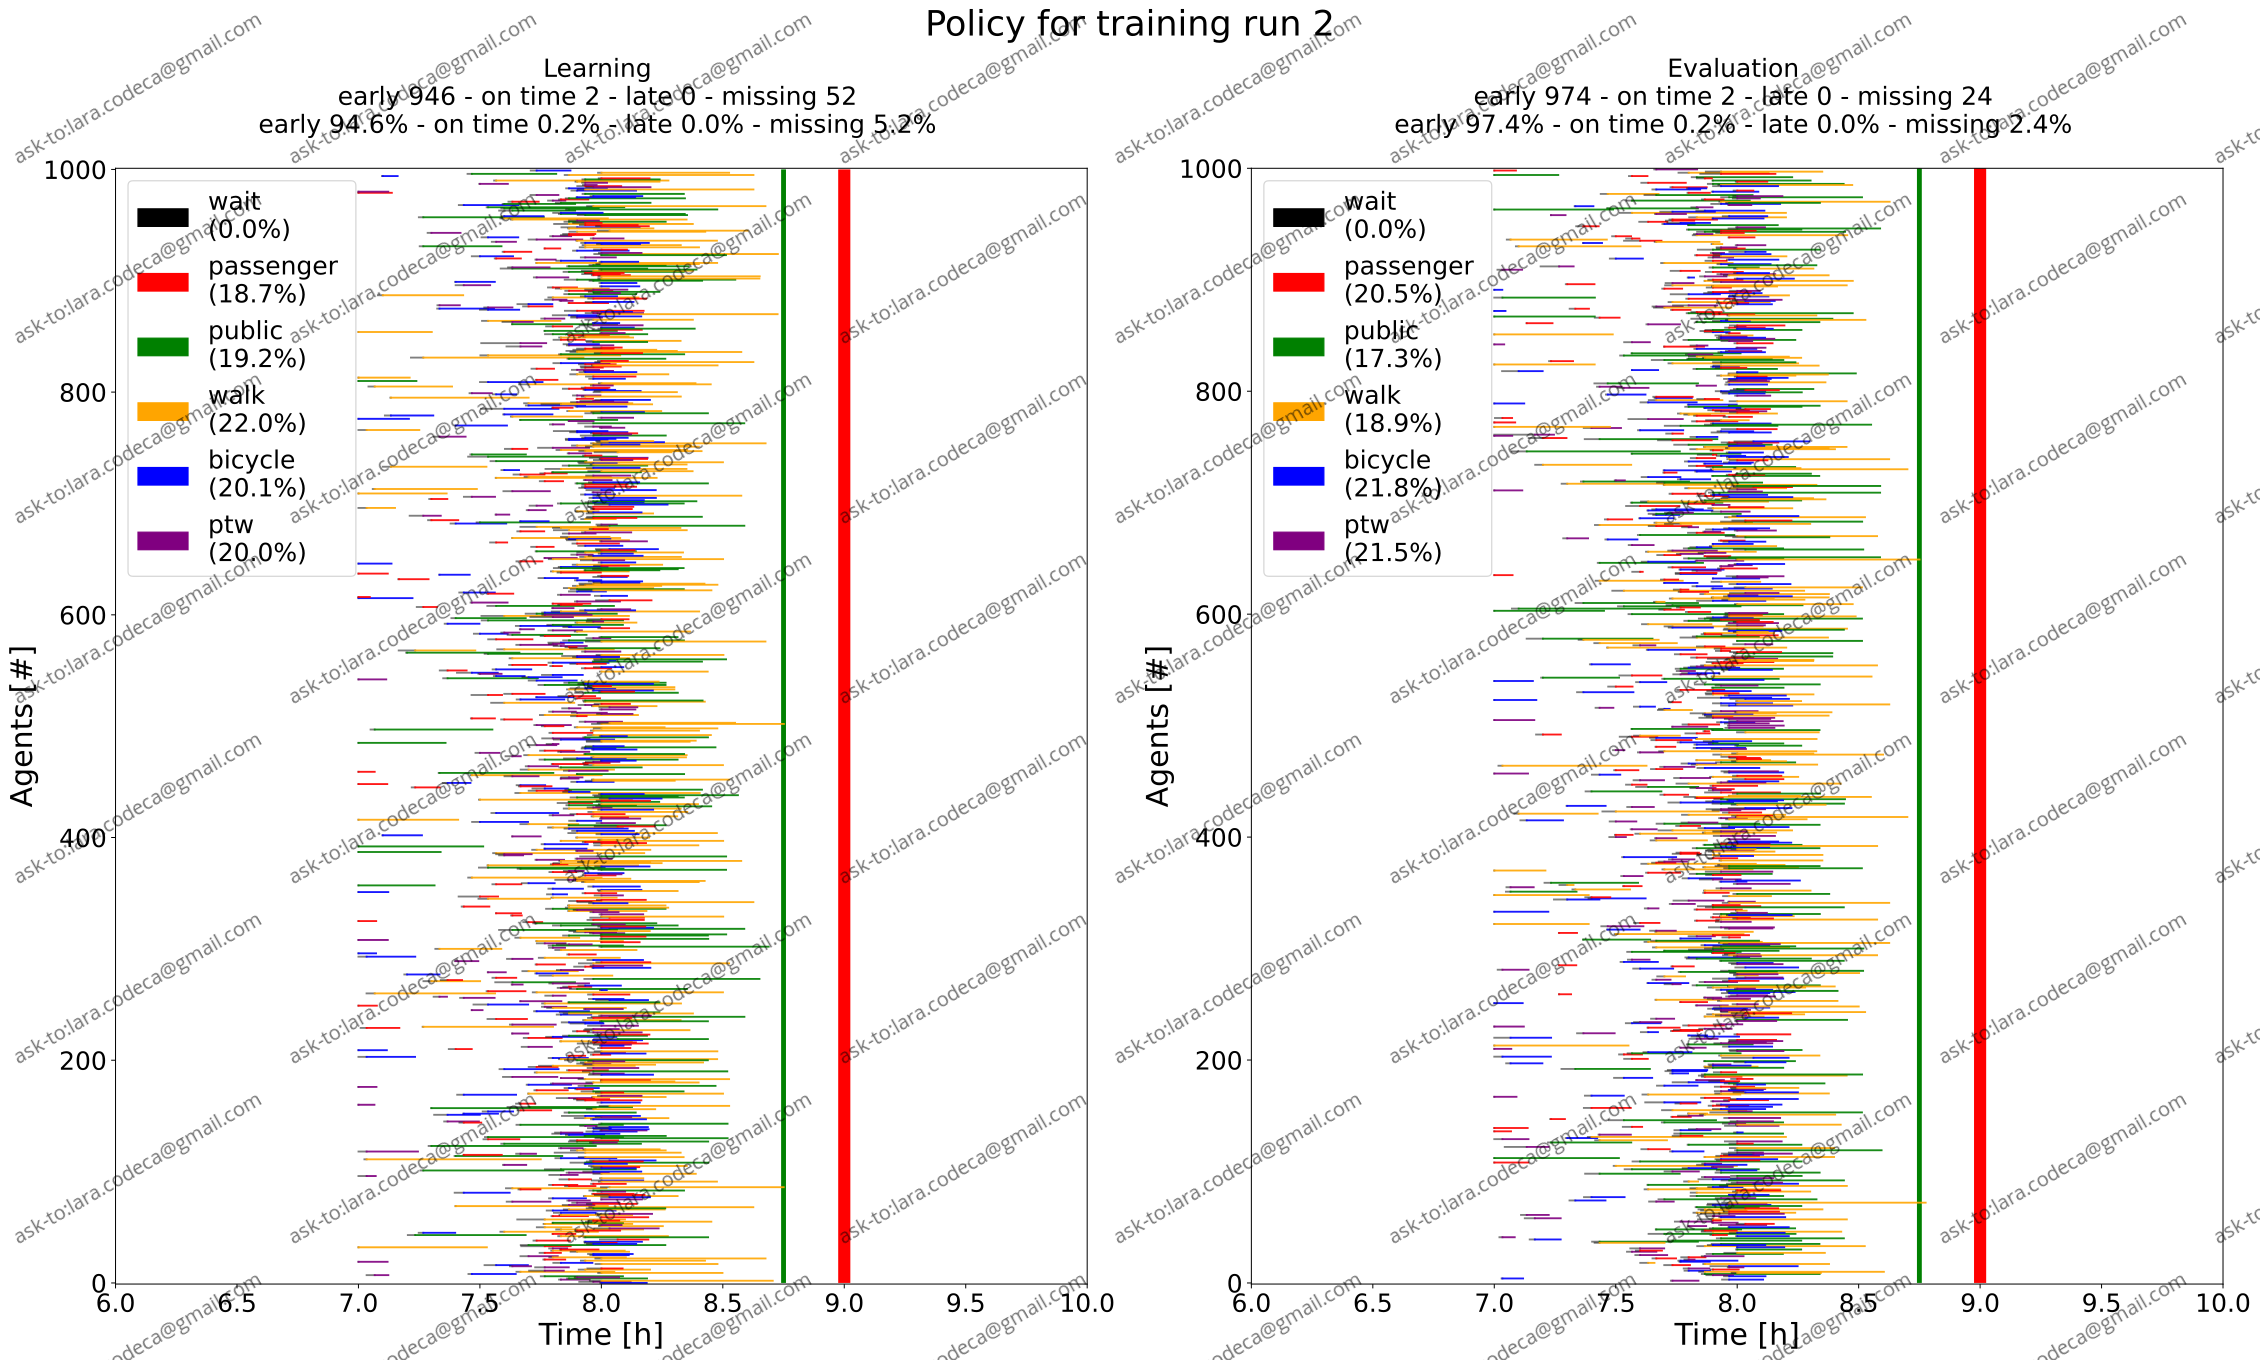 Policy for training run 2
Learning
early 946 - on time 2 - late 0 - missing 52
early 94.6% - on time 0.2% - late 0.0% - missing 5.2%
1000
800
600
400
200
0
Agents [#]
wait
(0.0%)
passenger
(18.7%)
public
(19.2%)
walk
(22.0%)
bicycle
(20.1%)
ptw
(20.0%)
6.0 6.5 7.0 7.5 8.0 8.5 9.0 9.5 10.0
Time [h]
Evaluation
early 974 - on time 2 - late 0 - missing 24
early 97.4% - on time 0.2% - late 0.0% - missing 2.4%
1000
800
600
400
200
0
Agents [#]
wait
(0.0%)
passenger
(20.5%)
public
(17.3%)
walk
(18.9%)
bicycle
(21.8%)
ptw
(21.5%)
6.0 6.5 7.0 7.5 8.0 8.5 9.0 9.5 10.0
Time [h]
ask-to:lara.codeca@gmail.com